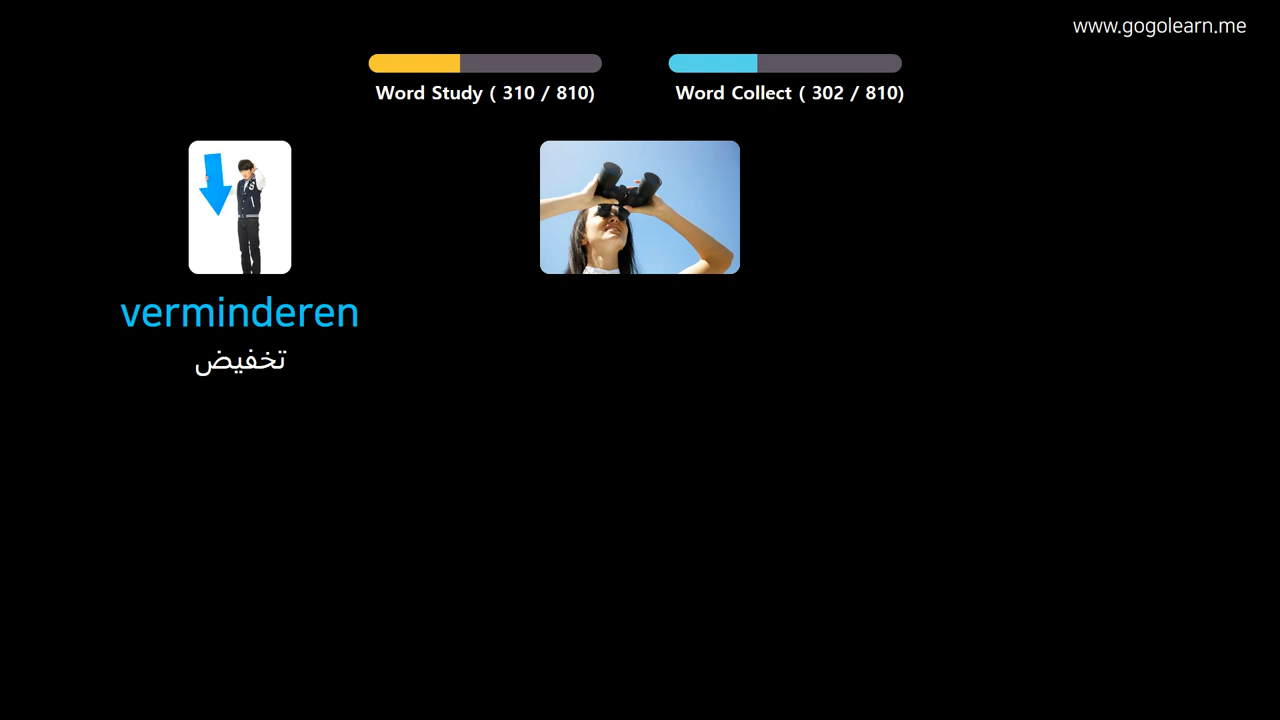 www.gogolearn.me
Word Study ( 310 / 810)
Word Collect ( 302 / 810)
verminderen
تخفيض